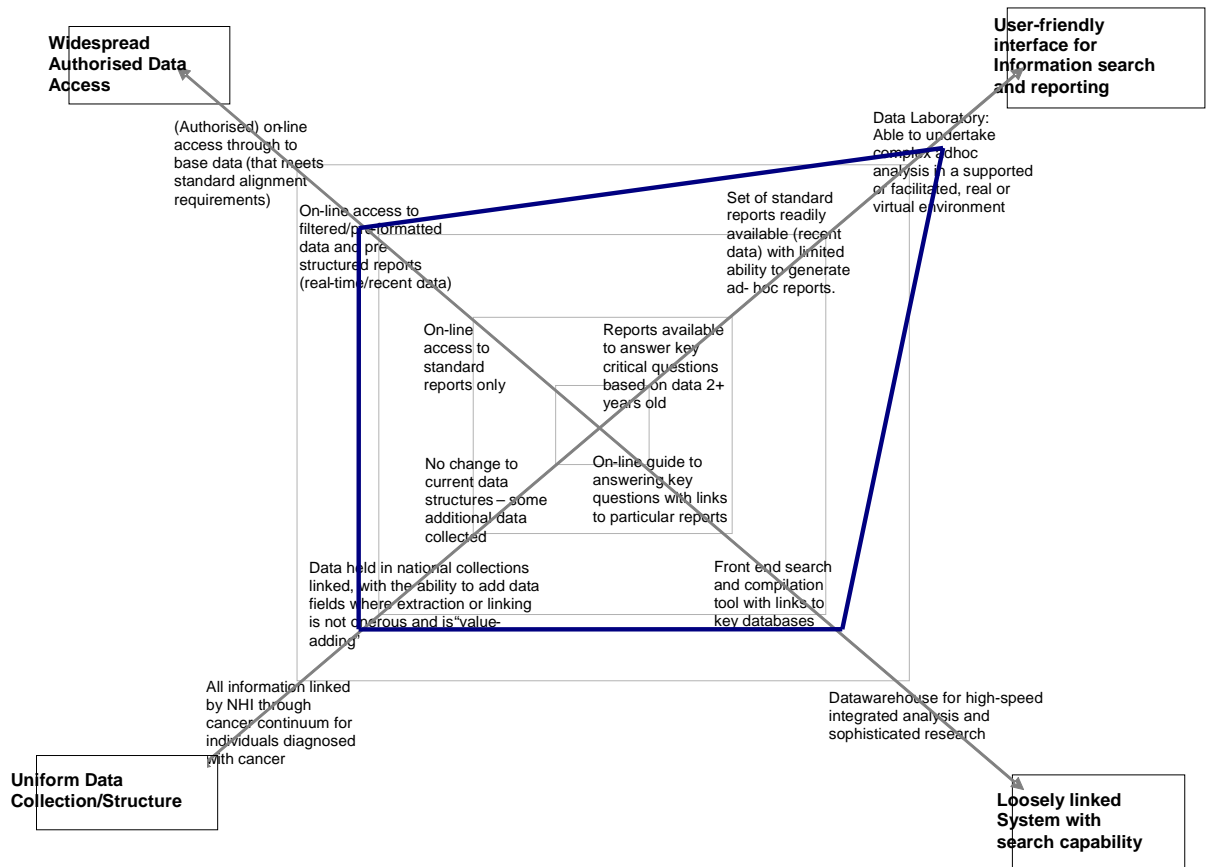 Widespread
Authorised Data
Access
User-friendly
interface for
Information search
and reporting
(Authorised) on-line
access through to
base data (that meets
standard alignment
requirements)
Data Laboratory:
Able to undertake
complex adhoc
analysis in a supported
or facilitated, real or
virtual environment
On-line access to
filtered/pre-formatted
data and pre-
structured reports
(real-time/recent data)
Set of standard
reports readily
available (recent
data) with limited
ability to generate
ad- hoc reports.
On-line
access to
standard
reports only
Reports available
to answer key
critical questions
based on data 2+
years old
No change to
current data
structures – some
additional data
collected
On-line guide to
answering key
questions with links
to particular reports
Data held in national collections
linked, with the ability to add data
fields where extraction or linking
is not onerous and is "value-
adding"
Front end search
and compilation
tool with links to
key databases
All information linked
by NHI through
cancer continuum for
individuals diagnosed
with cancer
Datawarehouse for high-speed
integrated analysis and
sophisticated research
Uniform Data
Collection/Structure
Loosely linked
System with
search capability